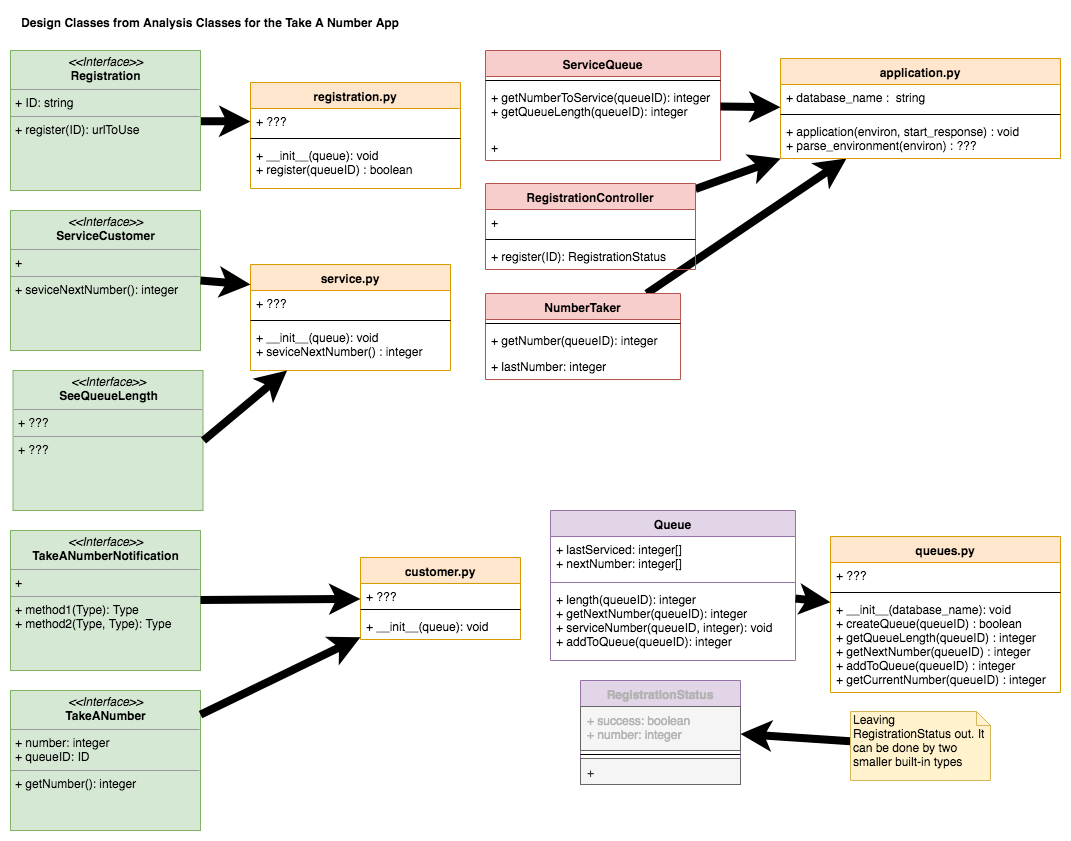 Design Classes from Analysis Classes for the Take A Number App
<<Interface>>
Registration
+ ID: string
+ register(ID): urlToUse
registration.py
+ ???
+ __init__(queue): void
+ register(queueID) : boolean
<<Interface>>
ServiceCustomer
+
+ seviceNextNumber(): integer
service.py
+ ???
+ __init__(queue): void
+ seviceNextNumber() : integer
<<Interface>>
SeeQueueLength
+ ???
+ ???
<<Interface>>
TakeANumberNotification
+
+ method1(Type): Type
+ method2(Type, Type): Type
customer.py
+ ???
+ __init__(queue): void
<<Interface>>
TakeANumber
+ number: integer
+ queueID: ID
+ getNumber(): integer
ServiceQueue
+ getNumberToService(queueID): integer
+ getQueueLength(queueID): integer
+
application.py
+ database_name :  string
+ application(environ, start_response) : void
+ parse_environment(environ) : ???
RegistrationController
+
+ register(ID): RegistrationStatus
NumberTaker
+ getNumber(queueID): integer
+ lastNumber: integer
Queue
+ lastServiced: integer[]
+ nextNumber: integer[]
+ length(queueID): integer
+ getNextNumber(queueID): integer
+ serviceNumber(queueID, integer): void
+ addToQueue(queueID): integer
queues.py
+ ???
+ __init__(database_name): void
+ createQueue(queueID) : boolean
+ getQueueLength(queueID) : integer
+ getNextNumber(queueID) : integer
+ addToQueue(queueID) : integer
+ getCurrentNumber(queueID) : integer
RegistrationStatus
+ success: boolean
+ number: integer
+
Leaving
RegistrationStatus out. It
can be done by two
smaller built-in types